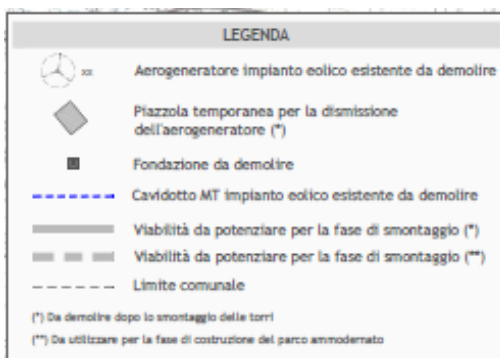 LEGENDA
xx Aerogeneratore impianto eolico esistente da demolire
Piazzola temporanea per la dismissione
dell'aerogeneratore (*)
Fondazione da demolire
Cavidotto MT impianto eolico esistente da demolire
Viabilità da potenziare per la fase di smontaggio (*)
Viabilità da potenziare per la fase di smontaggio (**)
Limite comunale
(*) Da demolire dopo lo smontaggio delle torri
(**) Da utilizzare per la fase di costruzione del parco ammodernato